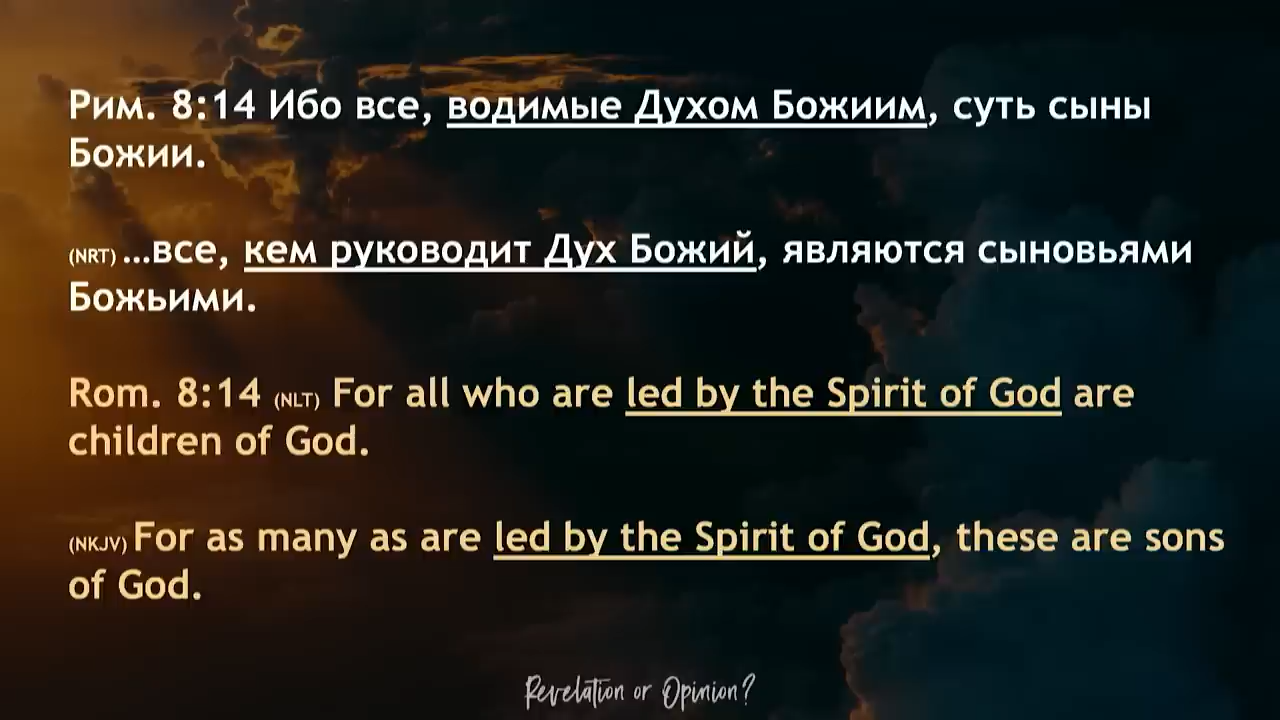 Рим. 8:14 Ибо все, водимые Духом Божиим, суть сыны
Божии.
(NRT) ...все, кем руководит Дух Божий, являются сыновьями
Божьими.
Rom. 8:14 (NLT) For all who are led by the Spirit of God are
children of God.
(NKJV) For as many as are led by the Spirit of God, these are sons
of God.
Revelation or Opinion?